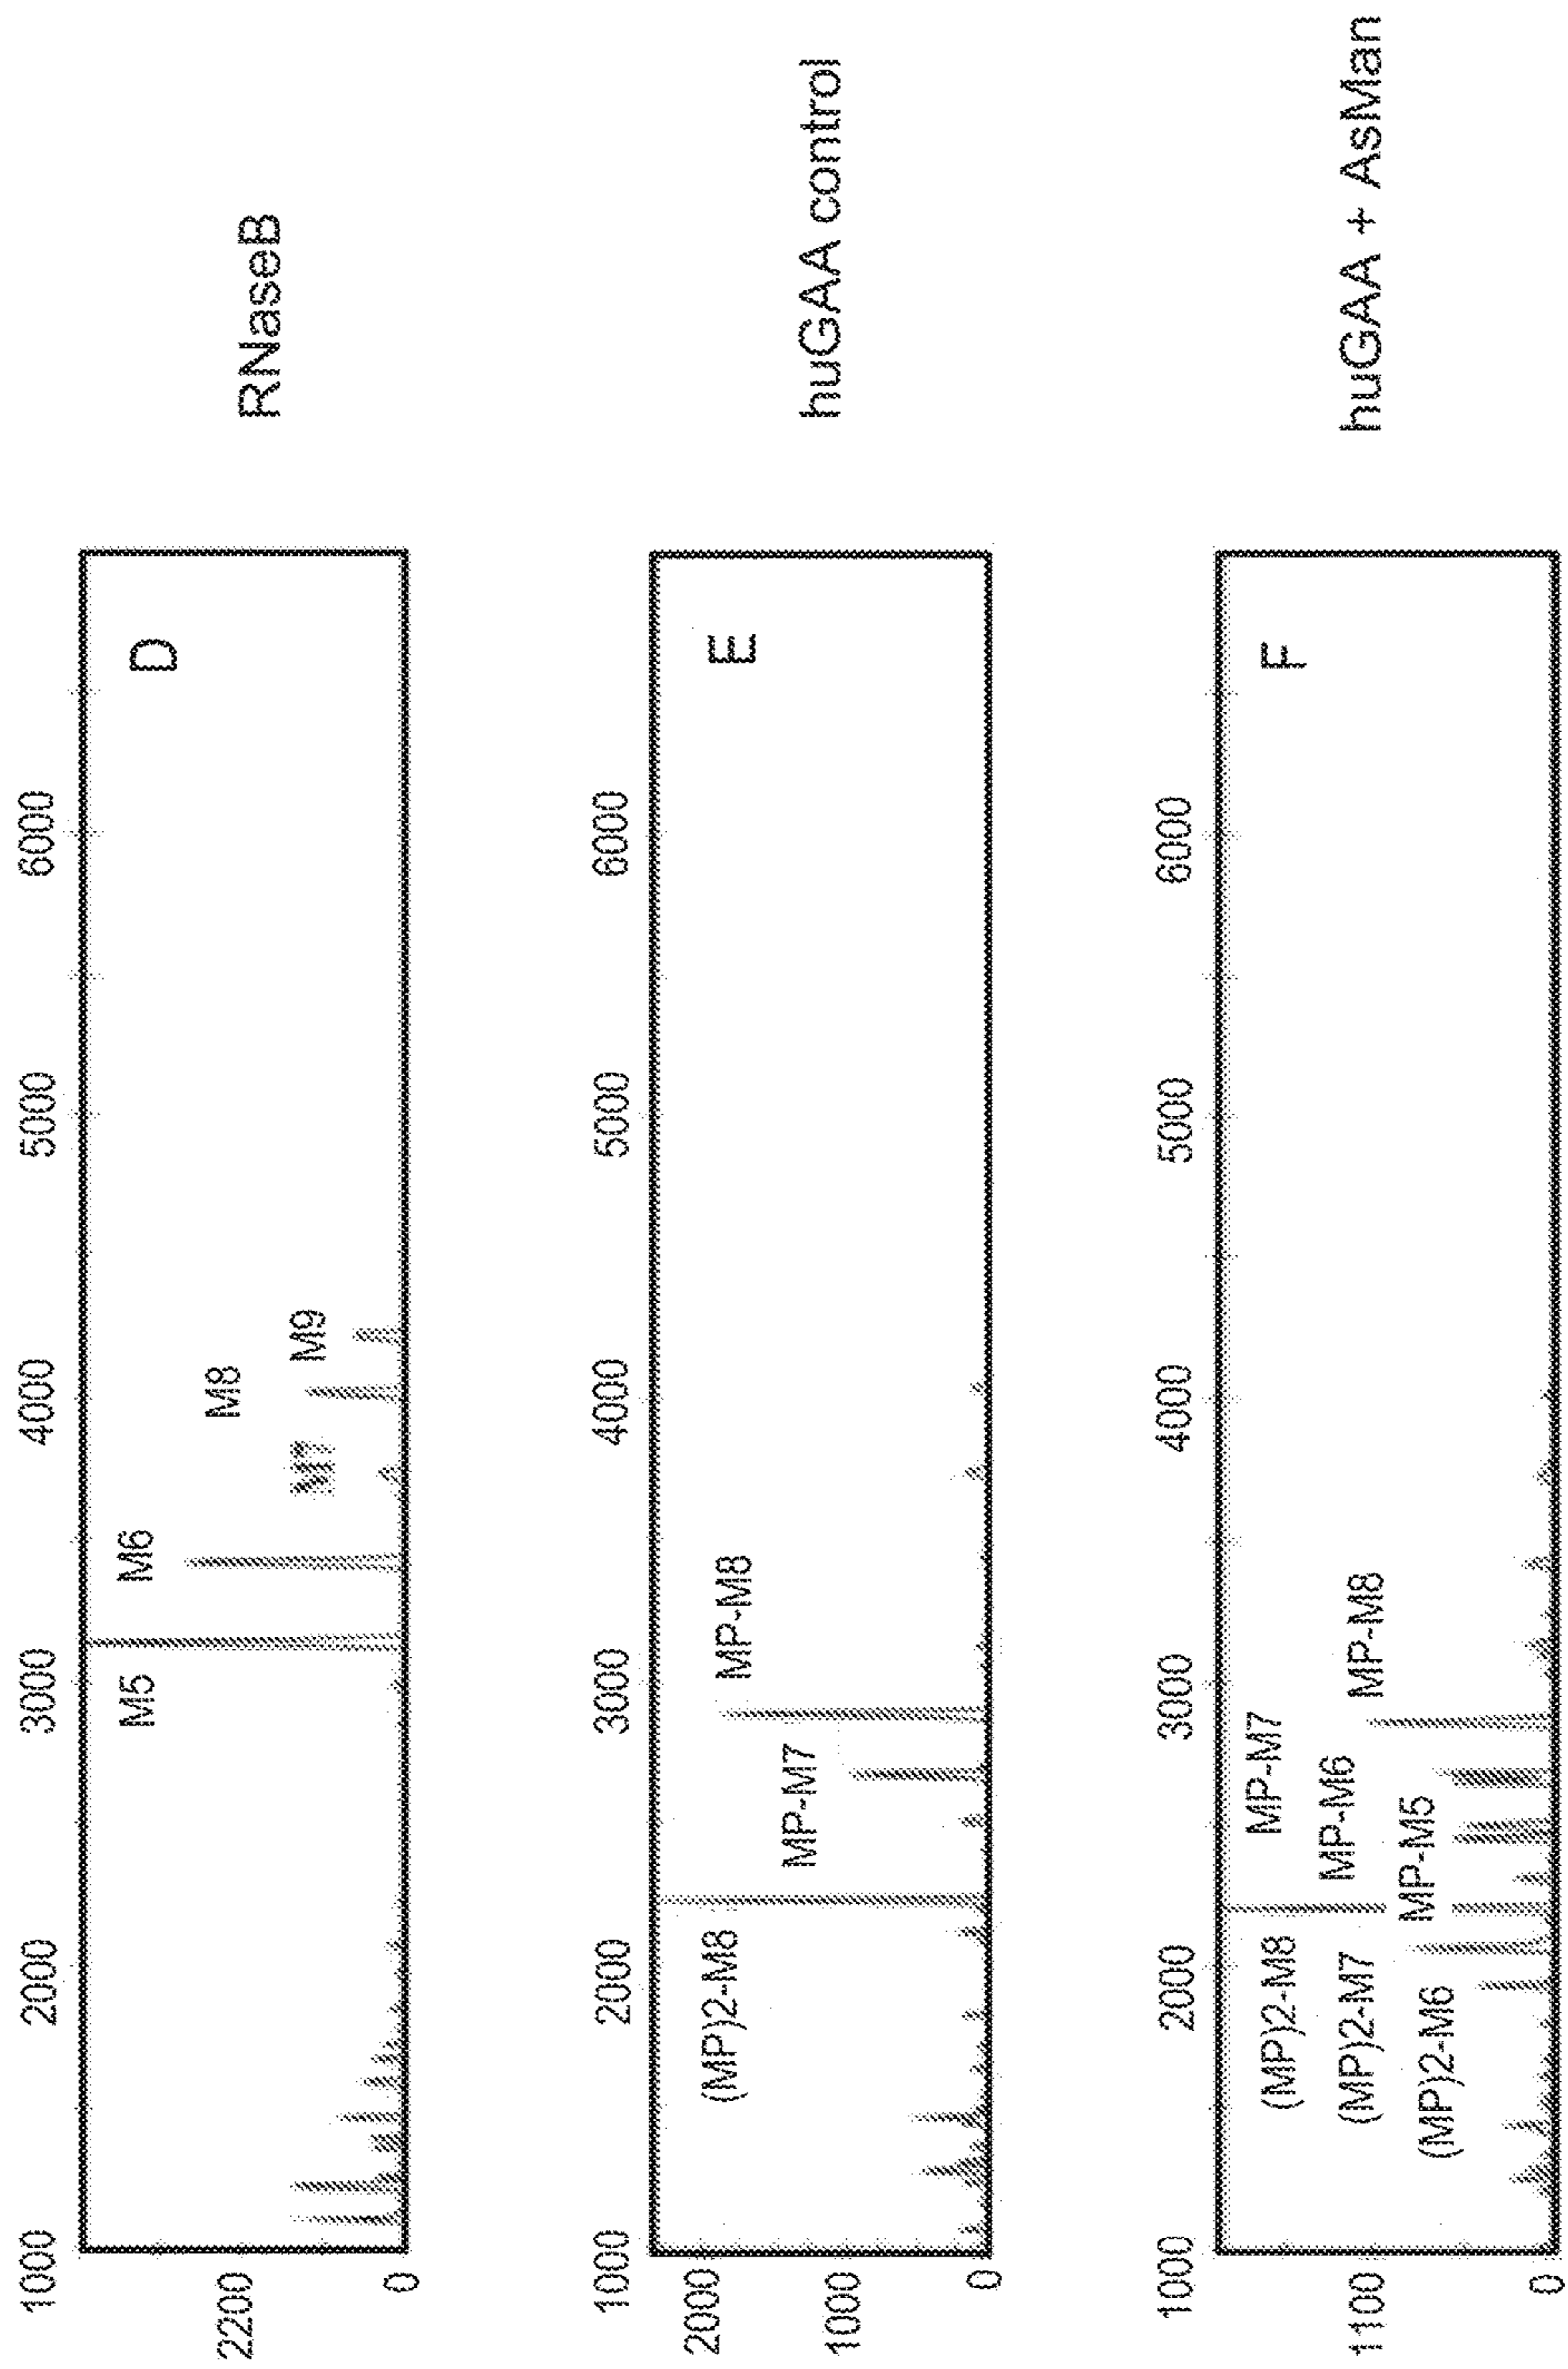 1000 2000 3000 4000 5000 6000
D
M5 M6 M7 M8 M9
2200
0
RNaseB
1000 2000 3000 4000 5000 6000
E
(MP)2-M8 MP-M7 MP-M8
2000
1000
0
huGAA control
1000 2000 3000 4000 5000 6000
F
(MP)2-M8 MP-M7
(MP)2-M7 MP-M6 MP-M8
(MP)2-M6 MP-M5
1100
0
huGAA + AsMan